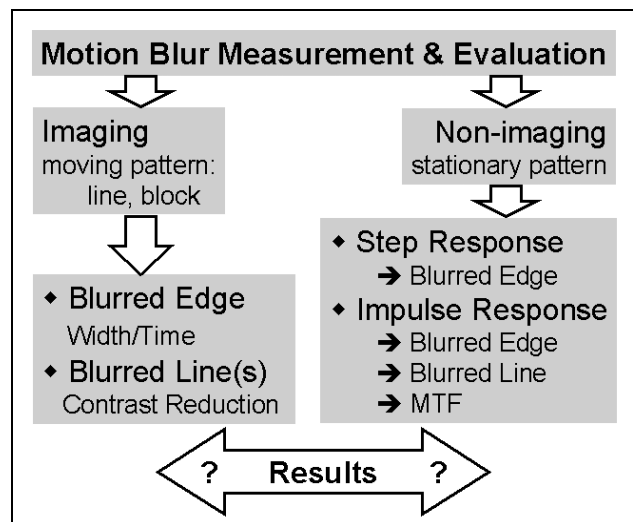 Motion Blur Measurement & Evaluation
Imaging
moving pattern:
line, block
Non-imaging
stationary pattern
◆ Blurred Edge
Width/Time
◆ Blurred Line(s)
Contrast Reduction
◆ Step Response
➔ Blurred Edge
◆ Impulse Response
➔ Blurred Edge
➔ Blurred Line
➔ MTF
? Results ?